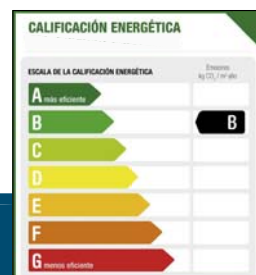 CALIFICACIÓN ENERGÉTICA
ESCALA DE LA CALIFICACIÓN ENERGÉTICA
Emisiones
kg CO₂ / m² año
A más eficiente
B B
C
D
E
F
G menos eficiente